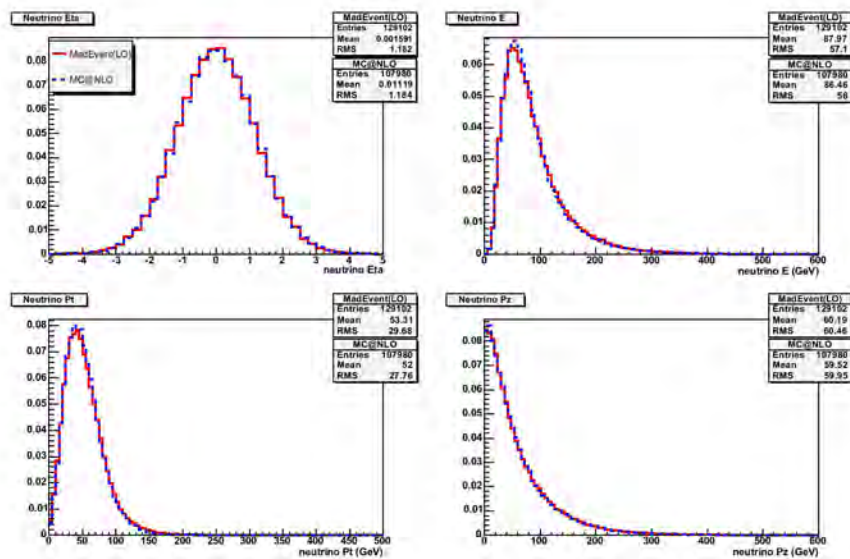 Neutrino Eta
MadEvent(LO)
Entries 129102
Mean 0.001591
RMS 1.182
MC@NLO
Entries 107980
Mean 0.01119
RMS 1.184
MadEvent(LO)
MC@NLO
0.08
0.07
0.06
0.05
0.04
0.03
0.02
0.01
0
-5 -4 -3 -2 -1 0 1 2 3 4 5
neutrino Eta
Neutrino E
MadEvent(LO)
Entries 129102
Mean 87.97
RMS 57.1
MC@NLO
Entries 107980
Mean 86.46
RMS 56
0.06
0.05
0.04
0.03
0.02
0.01
0
0 100 200 300 400 500 600
neutrino E (GeV)
Neutrino Pt
MadEvent(LO)
Entries 129102
Mean 53.31
RMS 29.68
MC@NLO
Entries 107980
Mean 52
RMS 27.76
0.08
0.07
0.06
0.05
0.04
0.03
0.02
0.01
0
0 50 100 150 200 250 300 350 400 450 500
neutrino Pt (GeV)
Neutrino Pz
MadEvent(LO)
Entries 129102
Mean 60.19
RMS 60.46
MC@NLO
Entries 107980
Mean 59.52
RMS 59.95
0.08
0.07
0.06
0.05
0.04
0.03
0.02
0.01
0
0 100 200 300 400 500 600
neutrino Pz (GeV)